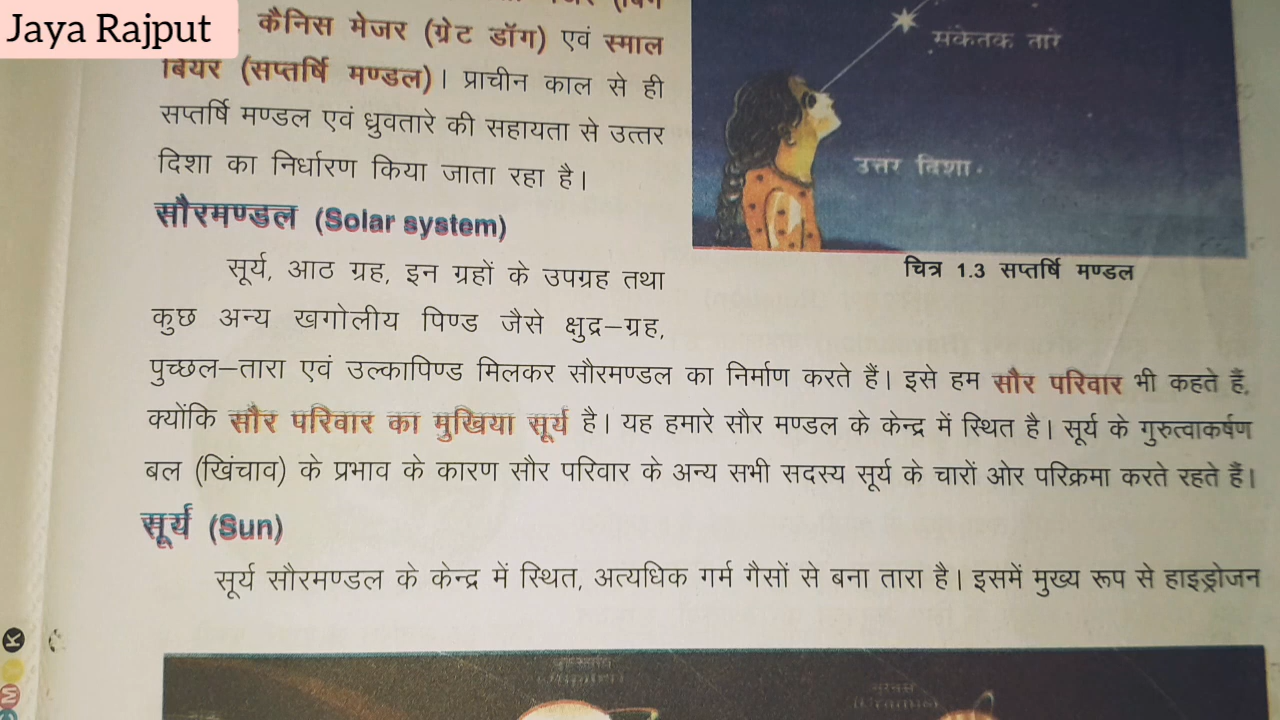 Jaya Rajput
कैनिस मेजर (ग्रेट डॉग) एवं स्माल
बियर (सप्तर्षि मण्डल)। प्राचीन काल से ही
सप्तर्षि मण्डल एवं ध्रुवतारे की सहायता से उत्तर
दिशा का निर्धारण किया जाता रहा है।
संकेतक तारे
उत्तर दिशा
चित्र 1.3 सप्तर्षि मण्डल
सौरमण्डल (Solar system)
सूर्य, आठ ग्रह, इन ग्रहों के उपग्रह तथा
कुछ अन्य खगोलीय पिण्ड जैसे क्षुद्र–ग्रह,
पुच्छल–तारा एवं उल्कापिण्ड मिलकर सौरमण्डल का निर्माण करते हैं। इसे हम सौर परिवार भी कहते हैं,
क्योंकि सौर परिवार का मुखिया सूर्य है। यह हमारे सौर मण्डल के केन्द्र में स्थित है। सूर्य के गुरुत्वाकर्षण
बल (खिंचाव) के प्रभाव के कारण सौर परिवार के अन्य सभी सदस्य सूर्य के चारों ओर परिक्रमा करते रहते हैं।
सूर्य (Sun)
सूर्य सौरमण्डल के केन्द्र में स्थित, अत्यधिक गर्म गैसों से बना तारा है। इसमें मुख्य रूप से हाइड्रोजन
K
M